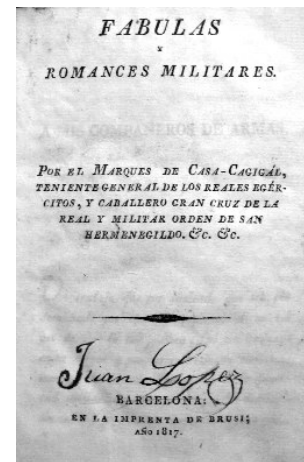 FABULAS
Y
ROMANCES MILITARES.
POR EL MARQUES DE CASA-CAGIGÁL,
TENIENTE GENERAL DE LOS REALES EGÉR-
CITOS, Y CABALLERO GRAN CRUZ DE LA
REAL Y MILITAR ORDEN DE SAN
HERMENEGILDO. &c. &c.
Juan Lopez
BARCELONA:
EN LA IMPRENTA DE BRUSI;
AÑO 1817.